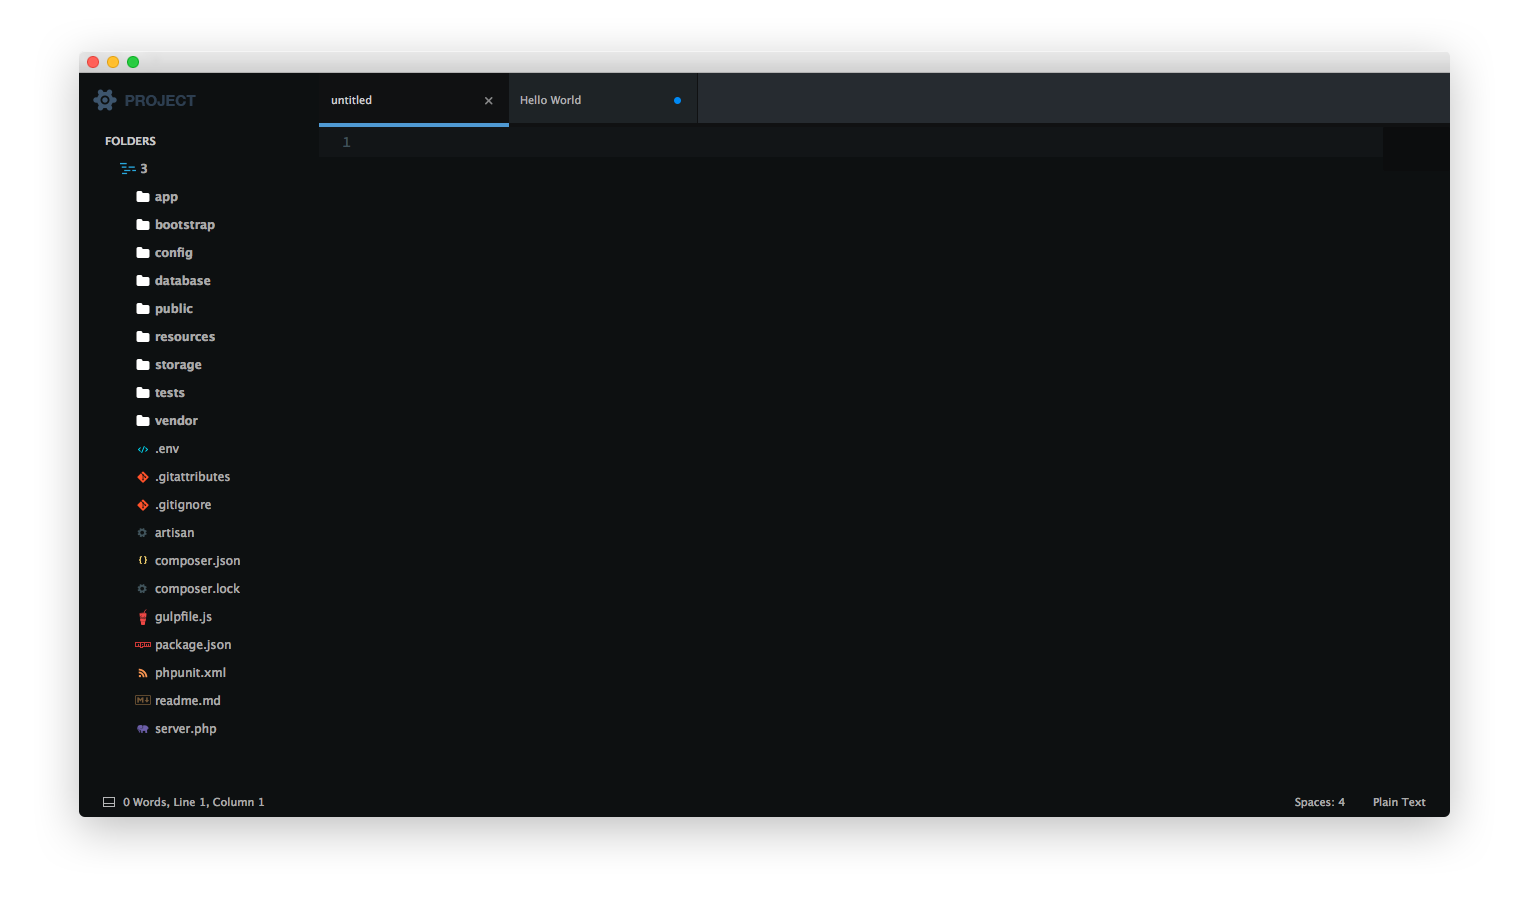 PROJECT
untitled
Hello World
FOLDERS
3
app
bootstrap
config
database
public
resources
storage
tests
vendor
.env
.gitattributes
.gitignore
artisan
composer.json
composer.lock
gulpfile.js
npm package.json
phpunit.xml
M readme.md
server.php
1
0 Words, Line 1, Column 1
Spaces: 4
Plain Text